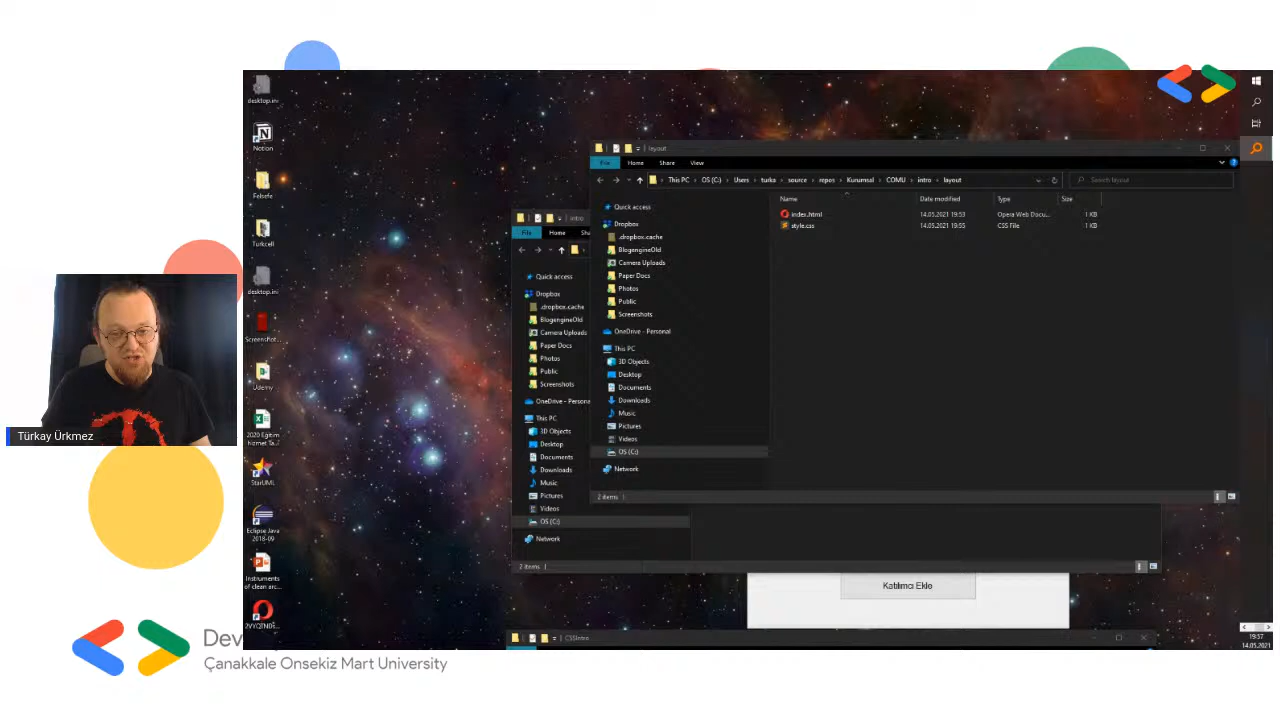 desktop.ini
Notion
Felsefe
Turkcell
desktop.ini
Screenshot...
Udemy
2020 Eğitim
Hizmet Ta...
StarUML
Eclipse Java
2018-09
Instruments
of clean arc...
layout
File Home Share View
This PC > OS (C:) > Users > turka > source > repos > Kurumsal > COMU > intro > layout
Search layout
Name Date modified Type Size
index.html 14.05.2021 19:53 Opera Web Docu... 1 KB
style.css 14.05.2021 19:55 CSS File 1 KB
Quick access
Dropbox
.dropbox.cache
BlogengineOld
Camera Uploads
Paper Docs
Photos
Public
Screenshots
OneDrive - Personal
This PC
3D Objects
Desktop
Documents
Downloads
Music
Pictures
Videos
OS (C:)
Network
2 items
intro
File Home Sha
Quick access
Dropbox
.dropbox.cache
BlogengineOld
Camera Uploads
Paper Docs
Photos
Public
Screenshots
OneDrive - Persona
This PC
3D Objects
Desktop
Documents
Downloads
Music
Pictures
Videos
OS (C:)
Network
2 items
Katılımcı Ekle
CSSIntro
19:57
14.05.2021
Türkay Ürkmez
Dev
Çanakkale Onsekiz Mart University